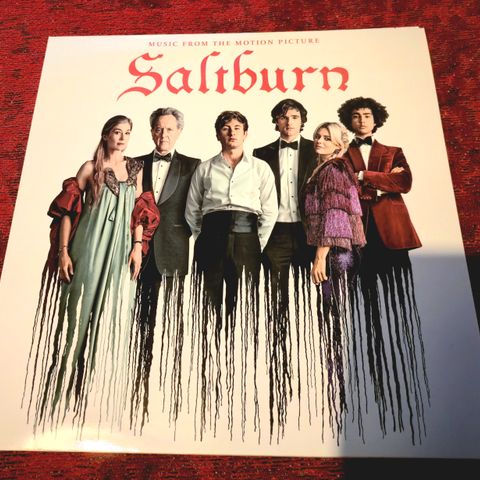 MUSIC FROM THE MOTION PICTURE
Saltburn